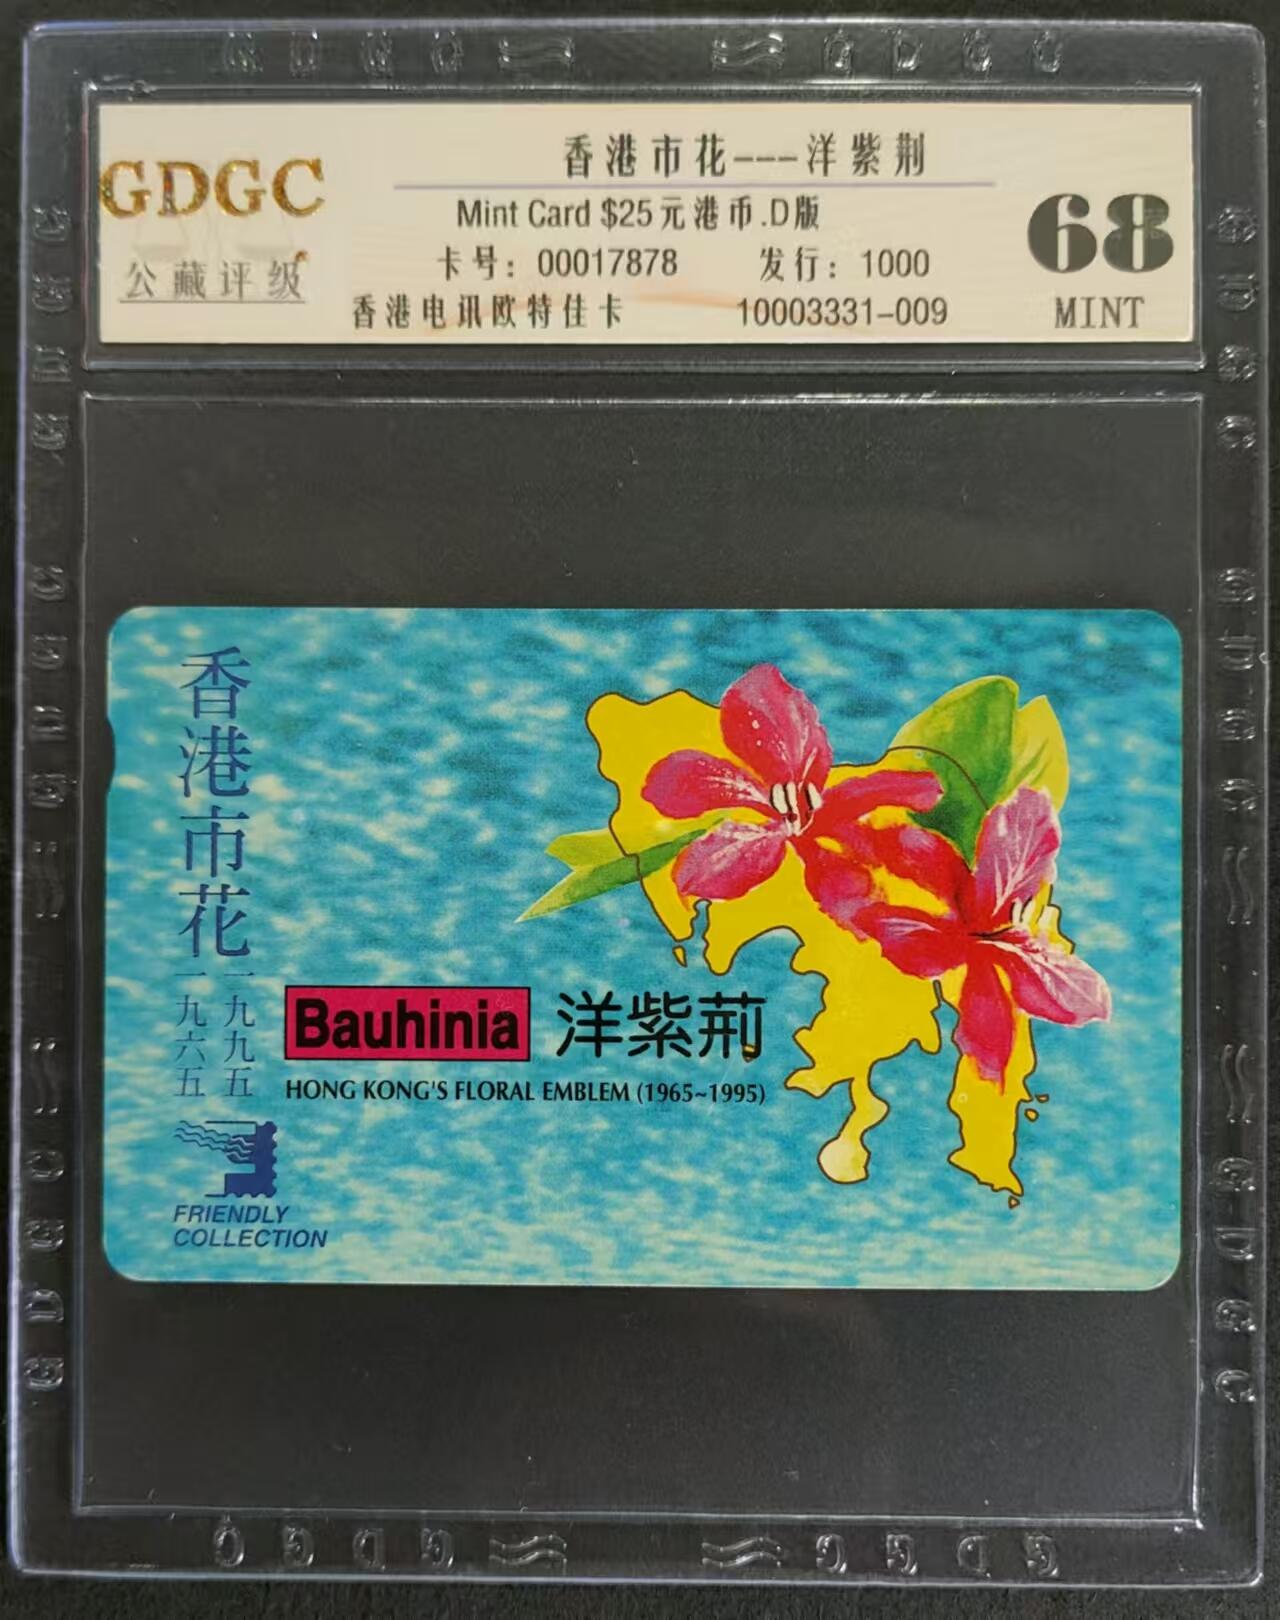 GDGC
公藏评级
香港市花---洋紫荆
Mint Card $25元港币.D版
卡号：00017878 发行：1000
香港电讯欧特佳卡 10003331-009
68
MINT
香港市花
一九九五
一九六五
Bauhinia 洋紫荊
HONG KONG'S FLORAL EMBLEM (1965~1995)
FRIENDLY
COLLECTION